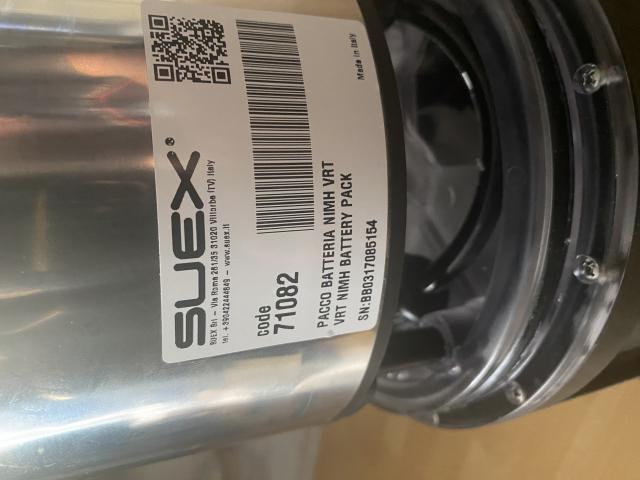 SUEX®
SUEX Srl – Via Roma 261/35 31020 Villorba (TV) Italy
tel. +390422444849 – www.suex.it
code
71082
PACCO BATTERIA NIMH VRT
VRT NIMH BATTERY PACK
SN:BB0317085154
Made in Italy